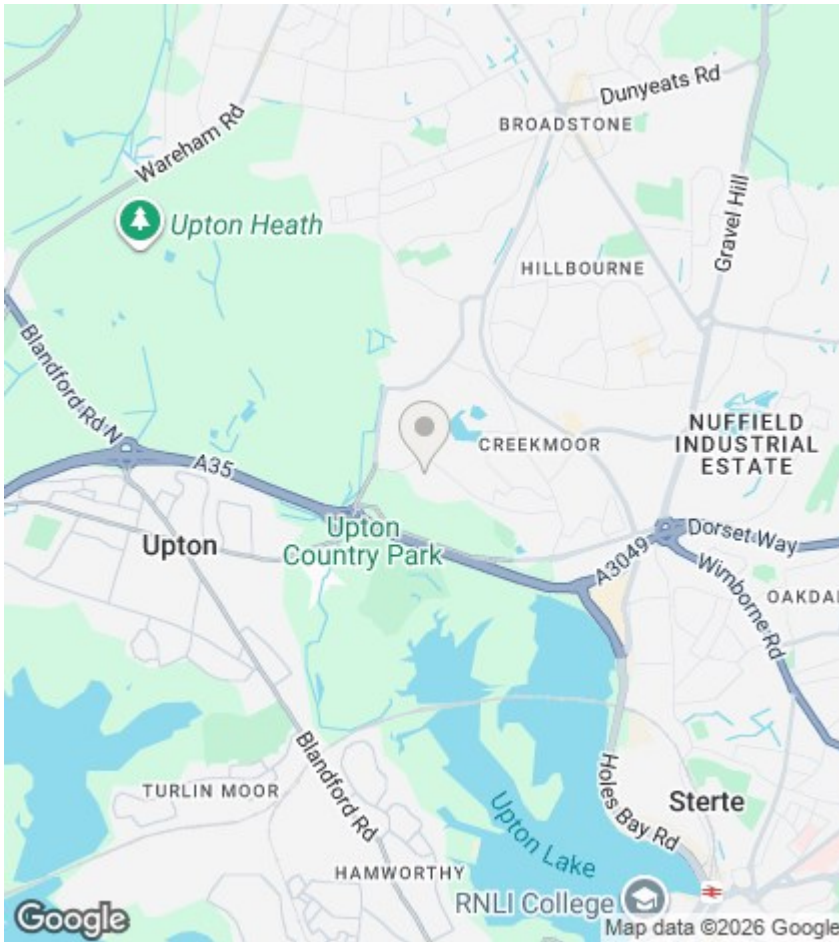 Dunyeats Rd
BROADSTONE
Wareham Rd
Upton Heath
Gravel Hill
HILLBOURNE
Blandford Rd N
NUFFIELD
INDUSTRIAL
ESTATE
CREEKMOOR
A35
Upton
Upton
Country Park
Dorset Way
A3049
Wimborne Rd
OAKDAL
Blandford Rd
TURLIN MOOR
Holes Bay Rd
Sterte
Upton Lake
HAMWORTHY
RNLI College
Google
Map data ©2026 Google